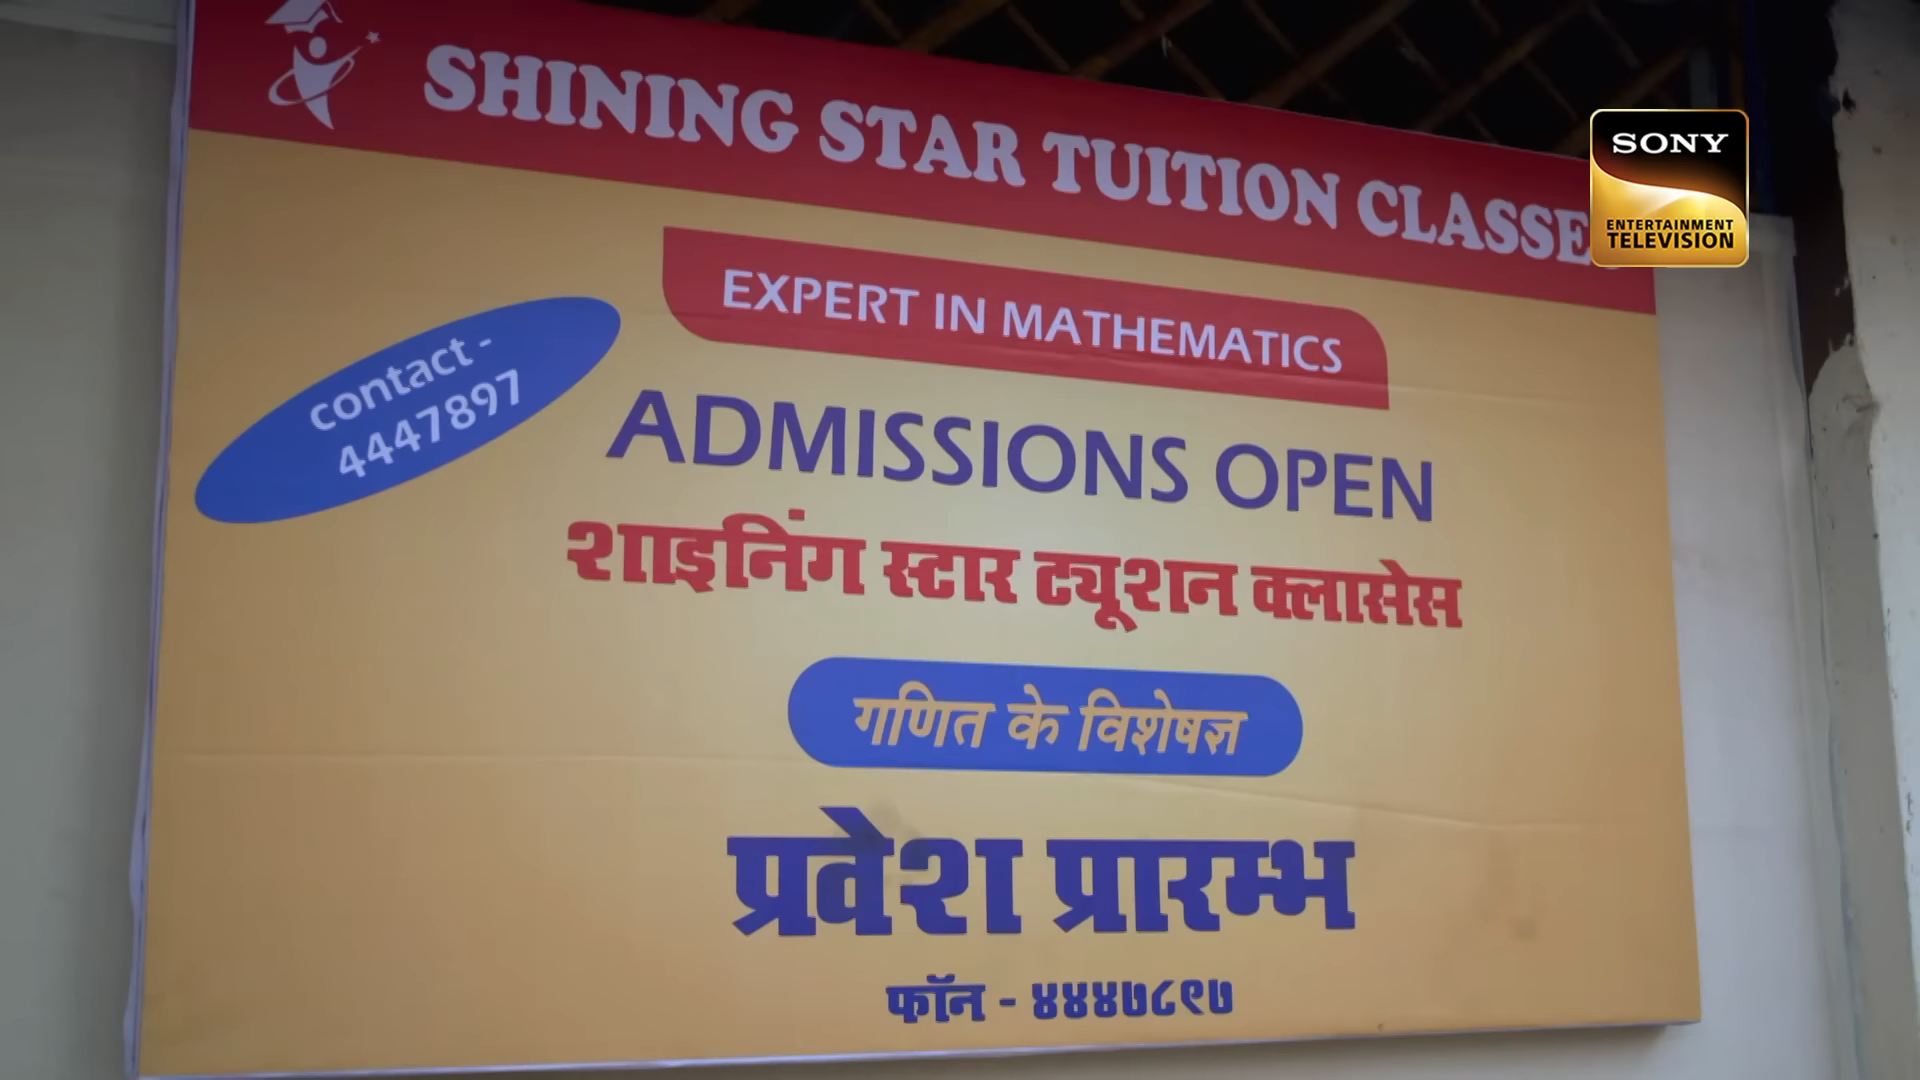 SHINING STAR TUITION CLASSE
SONY
ENTERTAINMENT
TELEVISION
EXPERT IN MATHEMATICS
contact -
4447897
ADMISSIONS OPEN
शाइनिंग स्टार ट्यूशन क्लासेस
गणित के विशेषज्ञ
प्रवेश प्रारम्भ
फॉन - ४४४७८९७